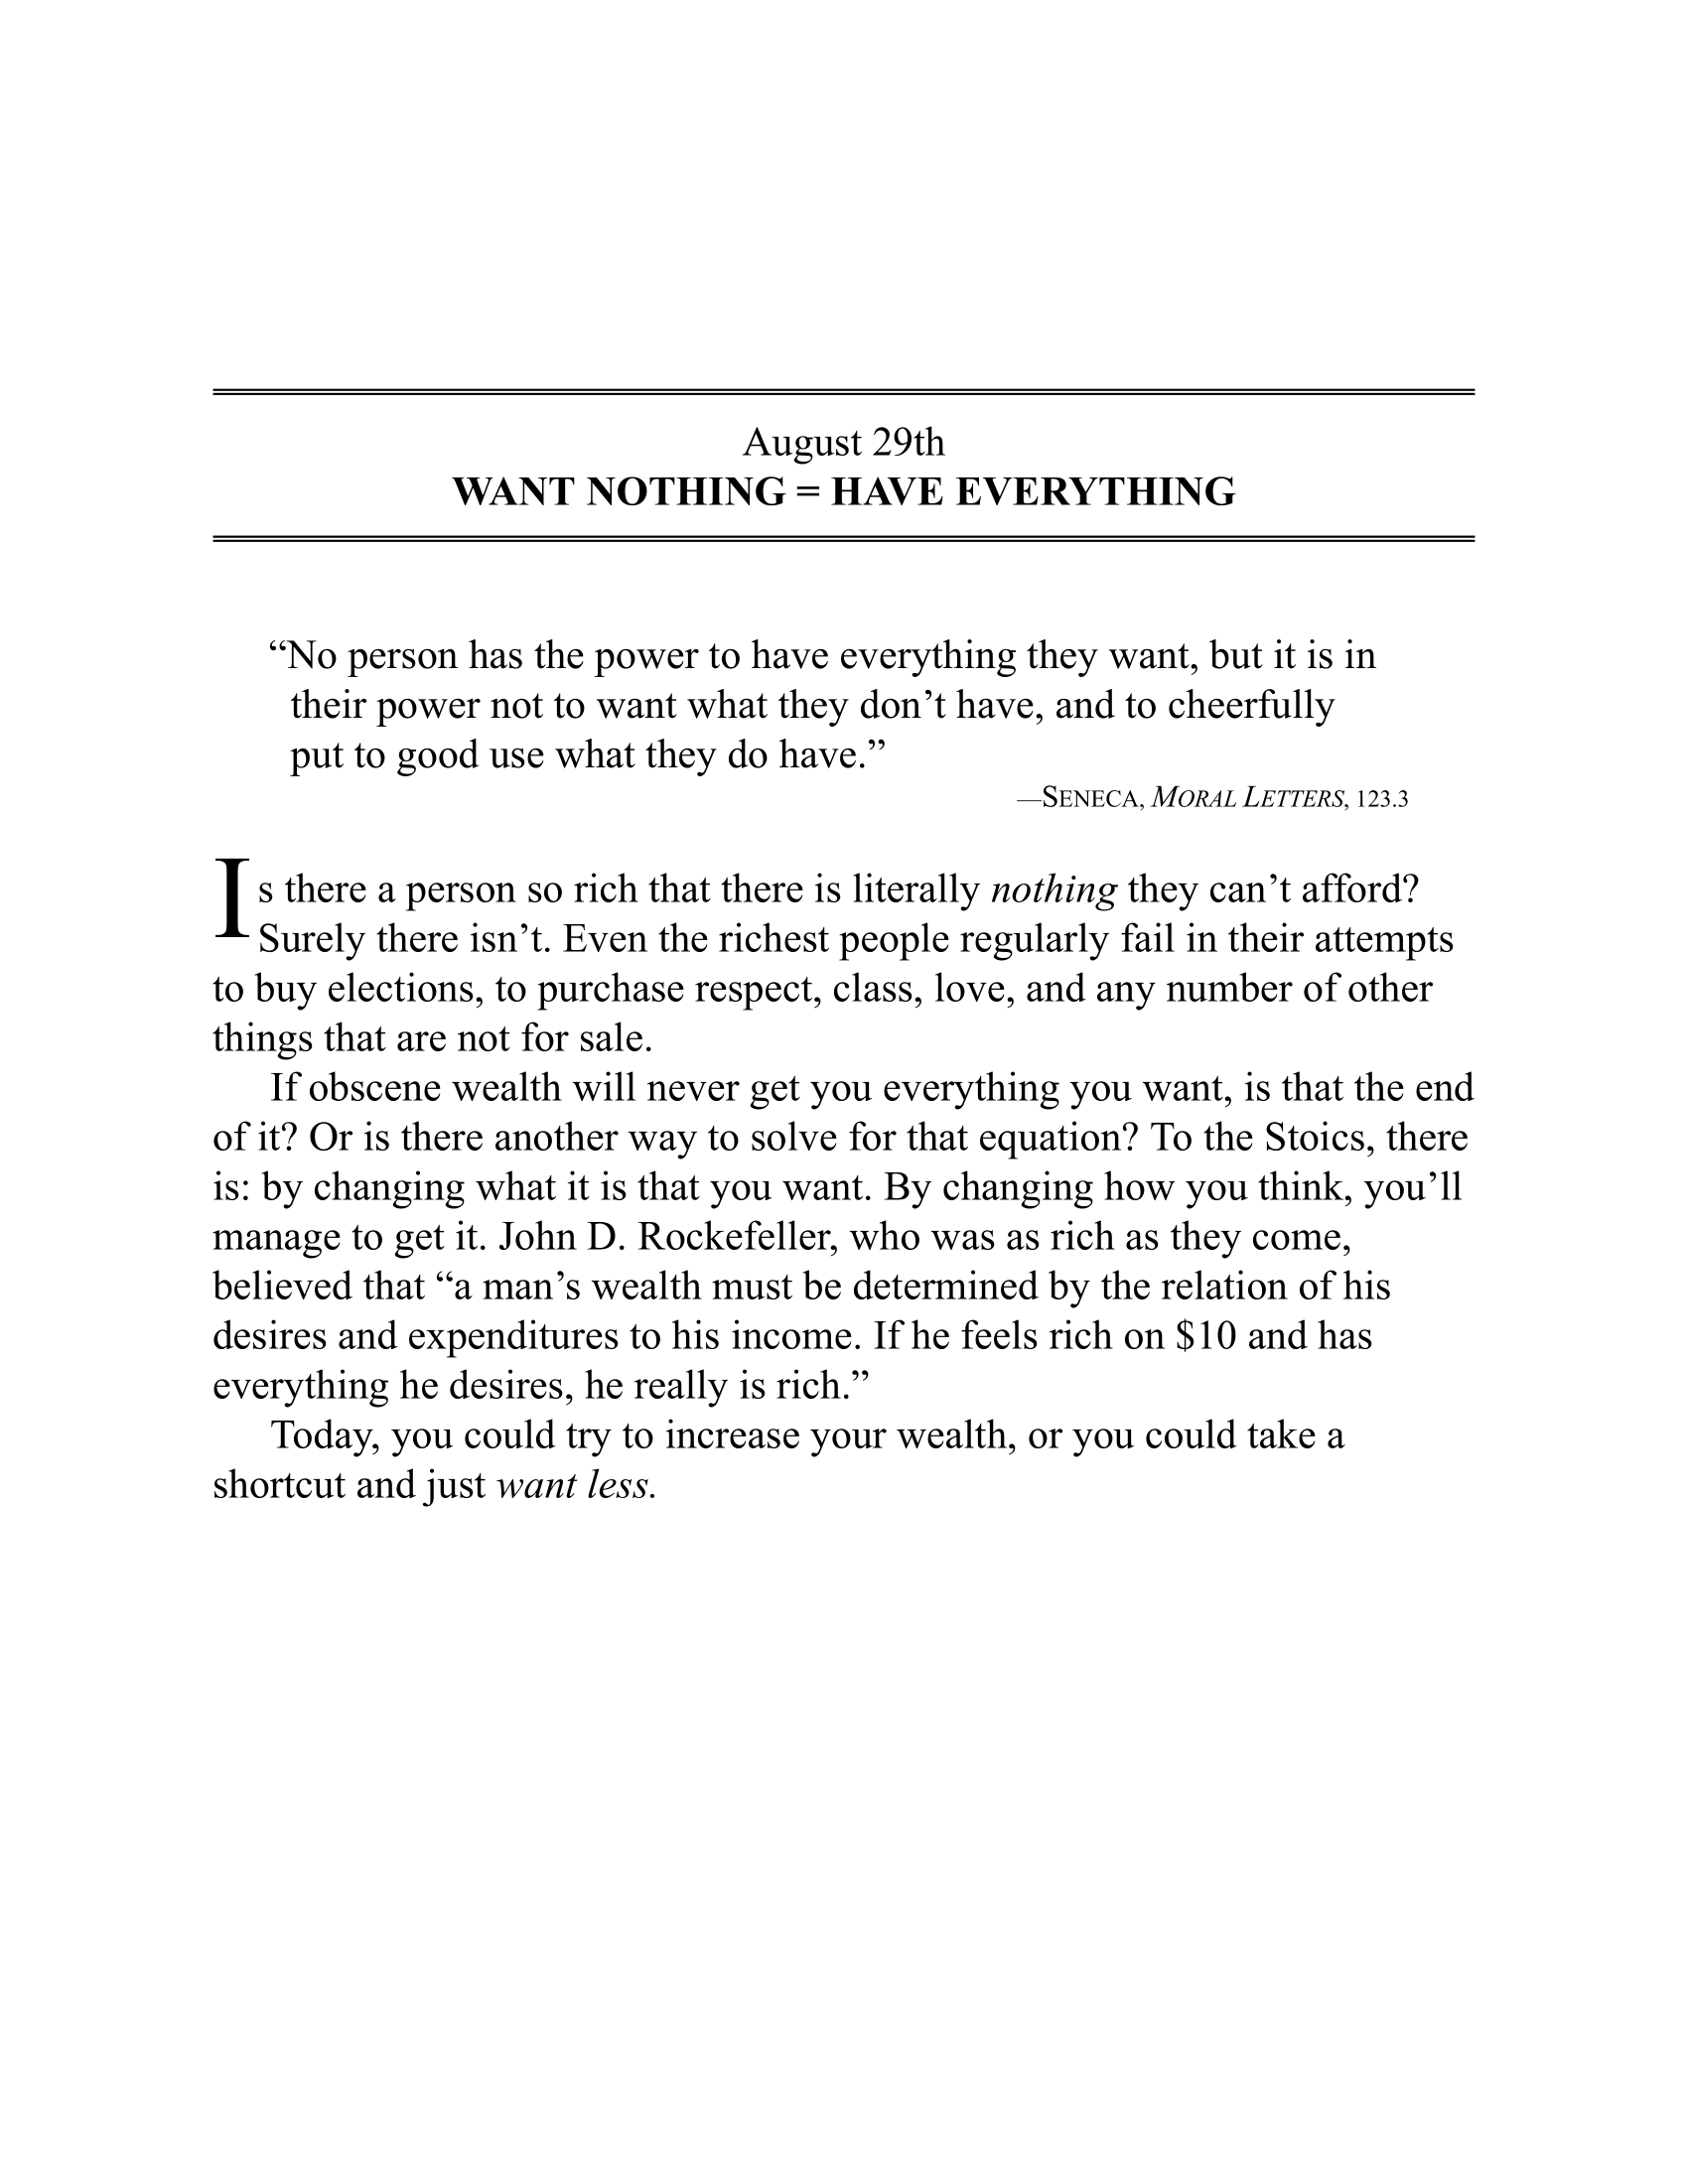 August 29th
WANT NOTHING = HAVE EVERYTHING
“No person has the power to have everything they want, but it is in
their power not to want what they don’t have, and to cheerfully
put to good use what they do have.”
—SENECA, MORAL LETTERS, 123.3
Is there a person so rich that there is literally nothing they can’t afford?
Surely there isn’t. Even the richest people regularly fail in their attempts
to buy elections, to purchase respect, class, love, and any number of other
things that are not for sale.
If obscene wealth will never get you everything you want, is that the end
of it? Or is there another way to solve for that equation? To the Stoics, there
is: by changing what it is that you want. By changing how you think, you’ll
manage to get it. John D. Rockefeller, who was as rich as they come,
believed that “a man’s wealth must be determined by the relation of his
desires and expenditures to his income. If he feels rich on $10 and has
everything he desires, he really is rich.”
Today, you could try to increase your wealth, or you could take a
shortcut and just want less.